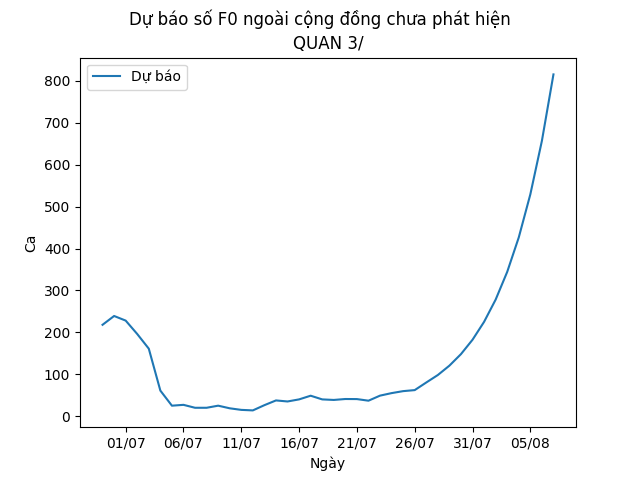 Dự báo số F0 ngoài cộng đồng chưa phát hiện
QUAN 3/
Dự báo
Ca
800
700
600
500
400
300
200
100
0
01/07 06/07 11/07 16/07 21/07 26/07 31/07 05/08
Ngày